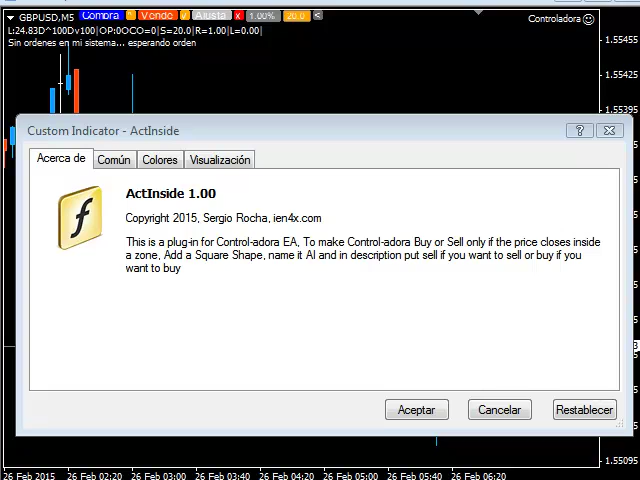 GBPUSD,M5 Compra ^ Vende v Ajusta x 1.00% 20.0 <
Controladora
L:24.83D^100Dv100|OP:0OCO=0|S=20.0|R=1.00|L=0.00|
Sin ordenes en mi sistema... esperando orden
1.55455
1.55425
1.55395
Custom Indicator - ActInside
Acerca de Común Colores Visualización
ActInside 1.00
Copyright 2015, Sergio Rocha, ien4x.com
This is a plug-in for Control-adora EA, To make Control-adora Buy or Sell only if the price closes inside
a zone, Add a Square Shape, name it AI and in description put sell if you want to sell or buy if you
want to buy
Aceptar Cancelar Restablecer
1.55095
26 Feb 2015 26 Feb 02:20 26 Feb 03:00 26 Feb 03:40 26 Feb 04:20 26 Feb 05:00 26 Feb 05:40 26 Feb 06:20